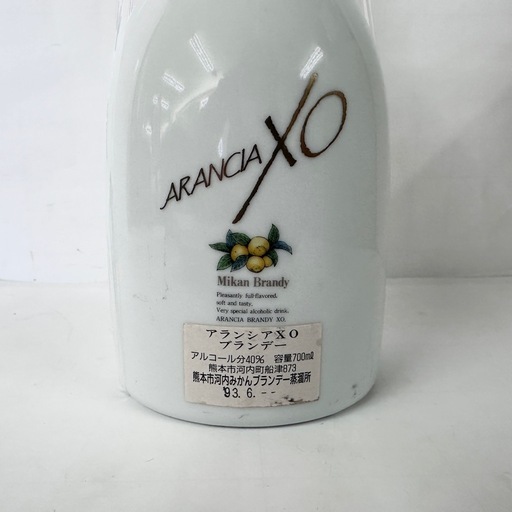 ARANCIA XO
Mikan Brandy
Pleasantly full-flavored,
soft and tasty.
Very special alcoholic drink.
ARANCIA BRANDY XO.
アランシアXO
ブランデー
アルコール分40% 容量700mℓ
熊本市河内町船津873
熊本市河内みかんブランデー蒸溜所
93.6.--